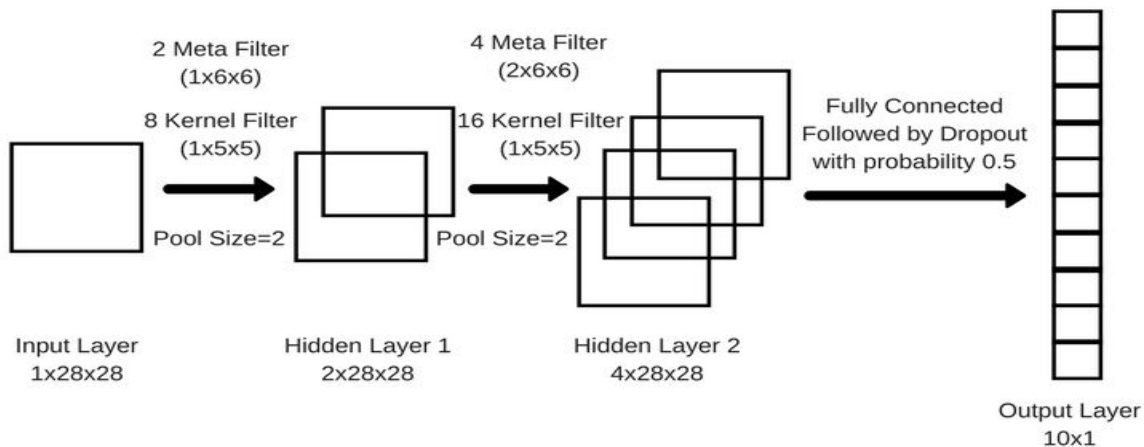 2 Meta Filter
(1x6x6)
8 Kernel Filter
(1x5x5)
Pool Size=2
4 Meta Filter
(2x6x6)
16 Kernel Filter
(1x5x5)
Pool Size=2
Fully Connected
Followed by Dropout
with probability 0.5
Input Layer
1x28x28
Hidden Layer 1
2x28x28
Hidden Layer 2
4x28x28
Output Layer
10x1